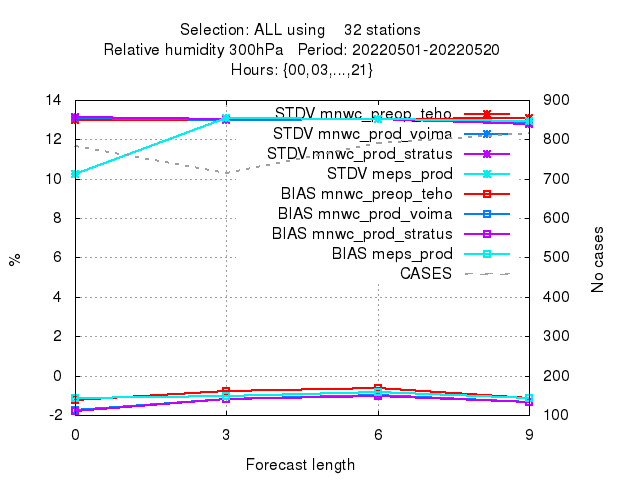 Selection: ALL using    32 stations
Relative humidity 300hPa   Period: 20220501-20220520
Hours: {00,03,...,21}
STDV mnwc_preop_teho
STDV mnwc_prod_voima
STDV mnwc_prod_stratus
STDV meps_prod
BIAS mnwc_preop_teho
BIAS mnwc_prod_voima
BIAS mnwc_prod_stratus
BIAS meps_prod
CASES
14
12
10
8
6
4
2
0
-2
%
900
800
700
600
500
400
300
200
100
No cases
0 3 6 9
Forecast length